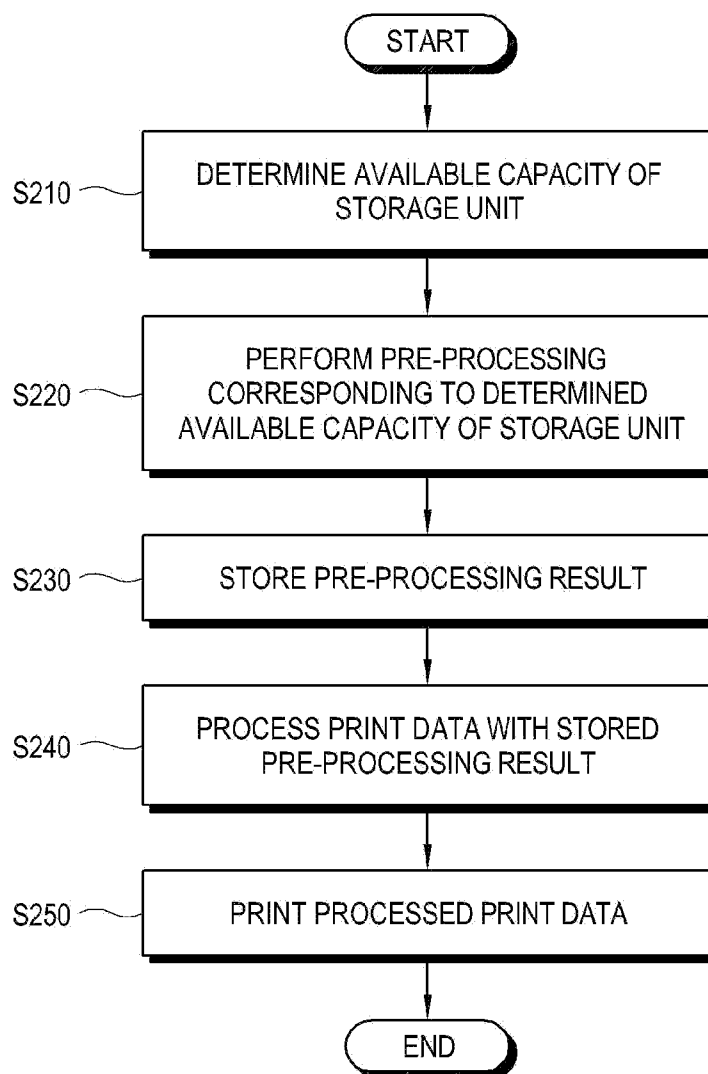 START
S210
DETERMINE AVAILABLE CAPACITY OF
STORAGE UNIT
S220
PERFORM PRE-PROCESSING
CORRESPONDING TO DETERMINED
AVAILABLE CAPACITY OF STORAGE UNIT
S230
STORE PRE-PROCESSING RESULT
S240
PROCESS PRINT DATA WITH STORED
PRE-PROCESSING RESULT
S250
PRINT PROCESSED PRINT DATA
END